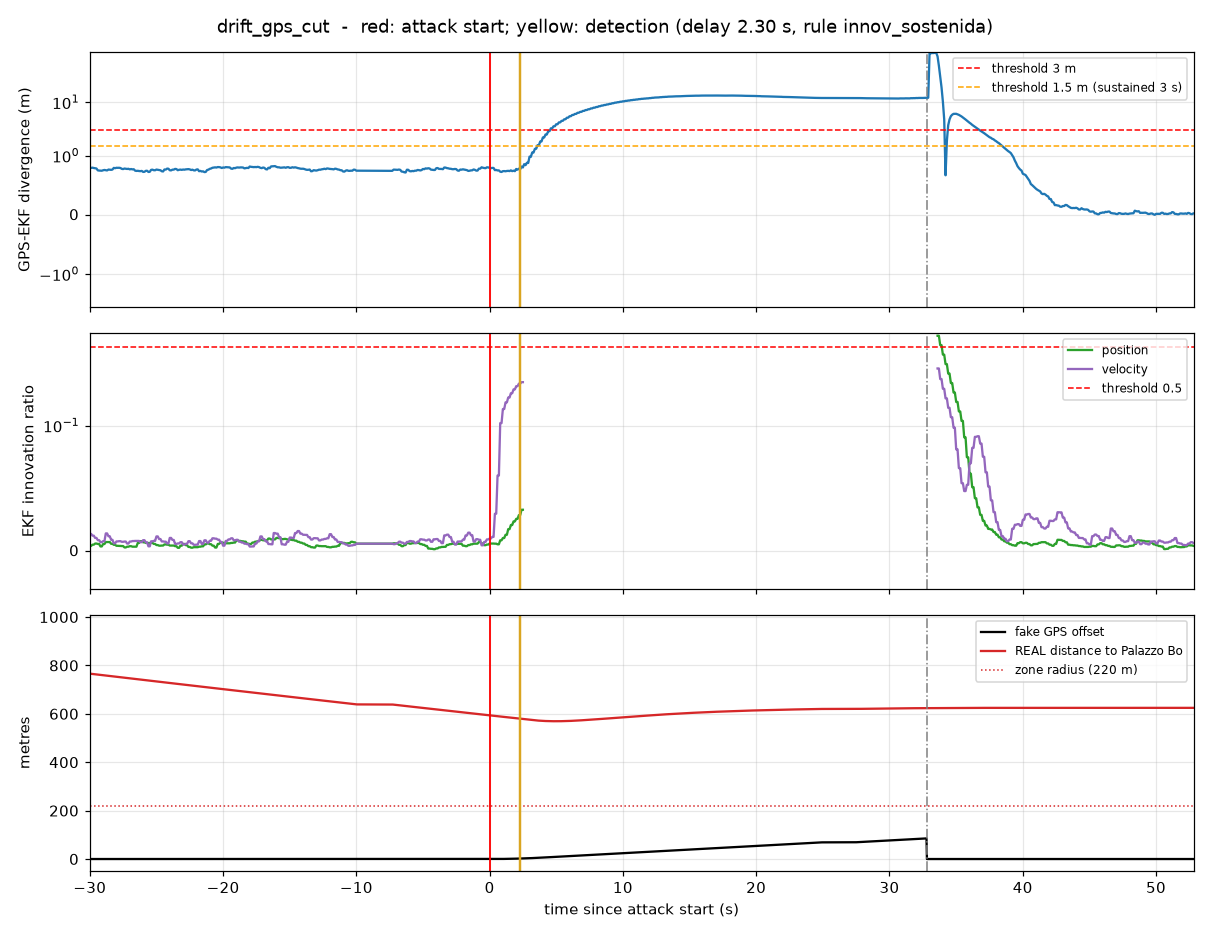 drift_gps_cut  -  red: attack start; yellow: detection (delay 2.30 s, rule innov_sostenida)
GPS-EKF divergence (m)
10¹
10⁰
0
−10⁰
threshold 3 m
threshold 1.5 m (sustained 3 s)
EKF innovation ratio
10⁻¹
0
position
velocity
threshold 0.5
metres
1000
800
600
400
200
0
fake GPS offset
REAL distance to Palazzo Bo
zone radius (220 m)
−30 −20 −10 0 10 20 30 40 50
time since attack start (s)